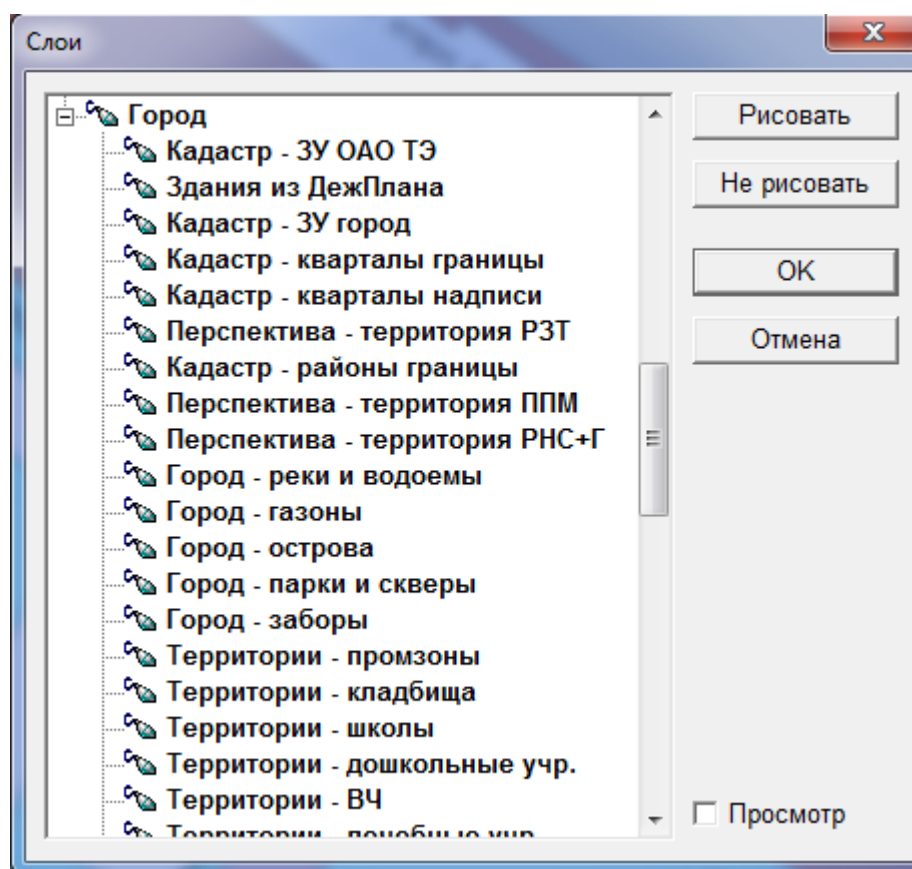 Слои
Город
Кадастр - ЗУ ОАО ТЭ
Здания из ДежПлана
Кадастр - ЗУ город
Кадастр - кварталы границы
Кадастр - кварталы надписи
Перспектива - территория РЗТ
Кадастр - районы границы
Перспектива - территория ППМ
Перспектива - территория РНС+Г
Город - реки и водоемы
Город - газоны
Город - острова
Город - парки и скверы
Город - заборы
Территории - промзоны
Территории - кладбища
Территории - школы
Территории - дошкольные учр.
Территории - ВЧ
Территории - лечебные учр.
Рисовать
Не рисовать
OK
Отмена
Просмотр